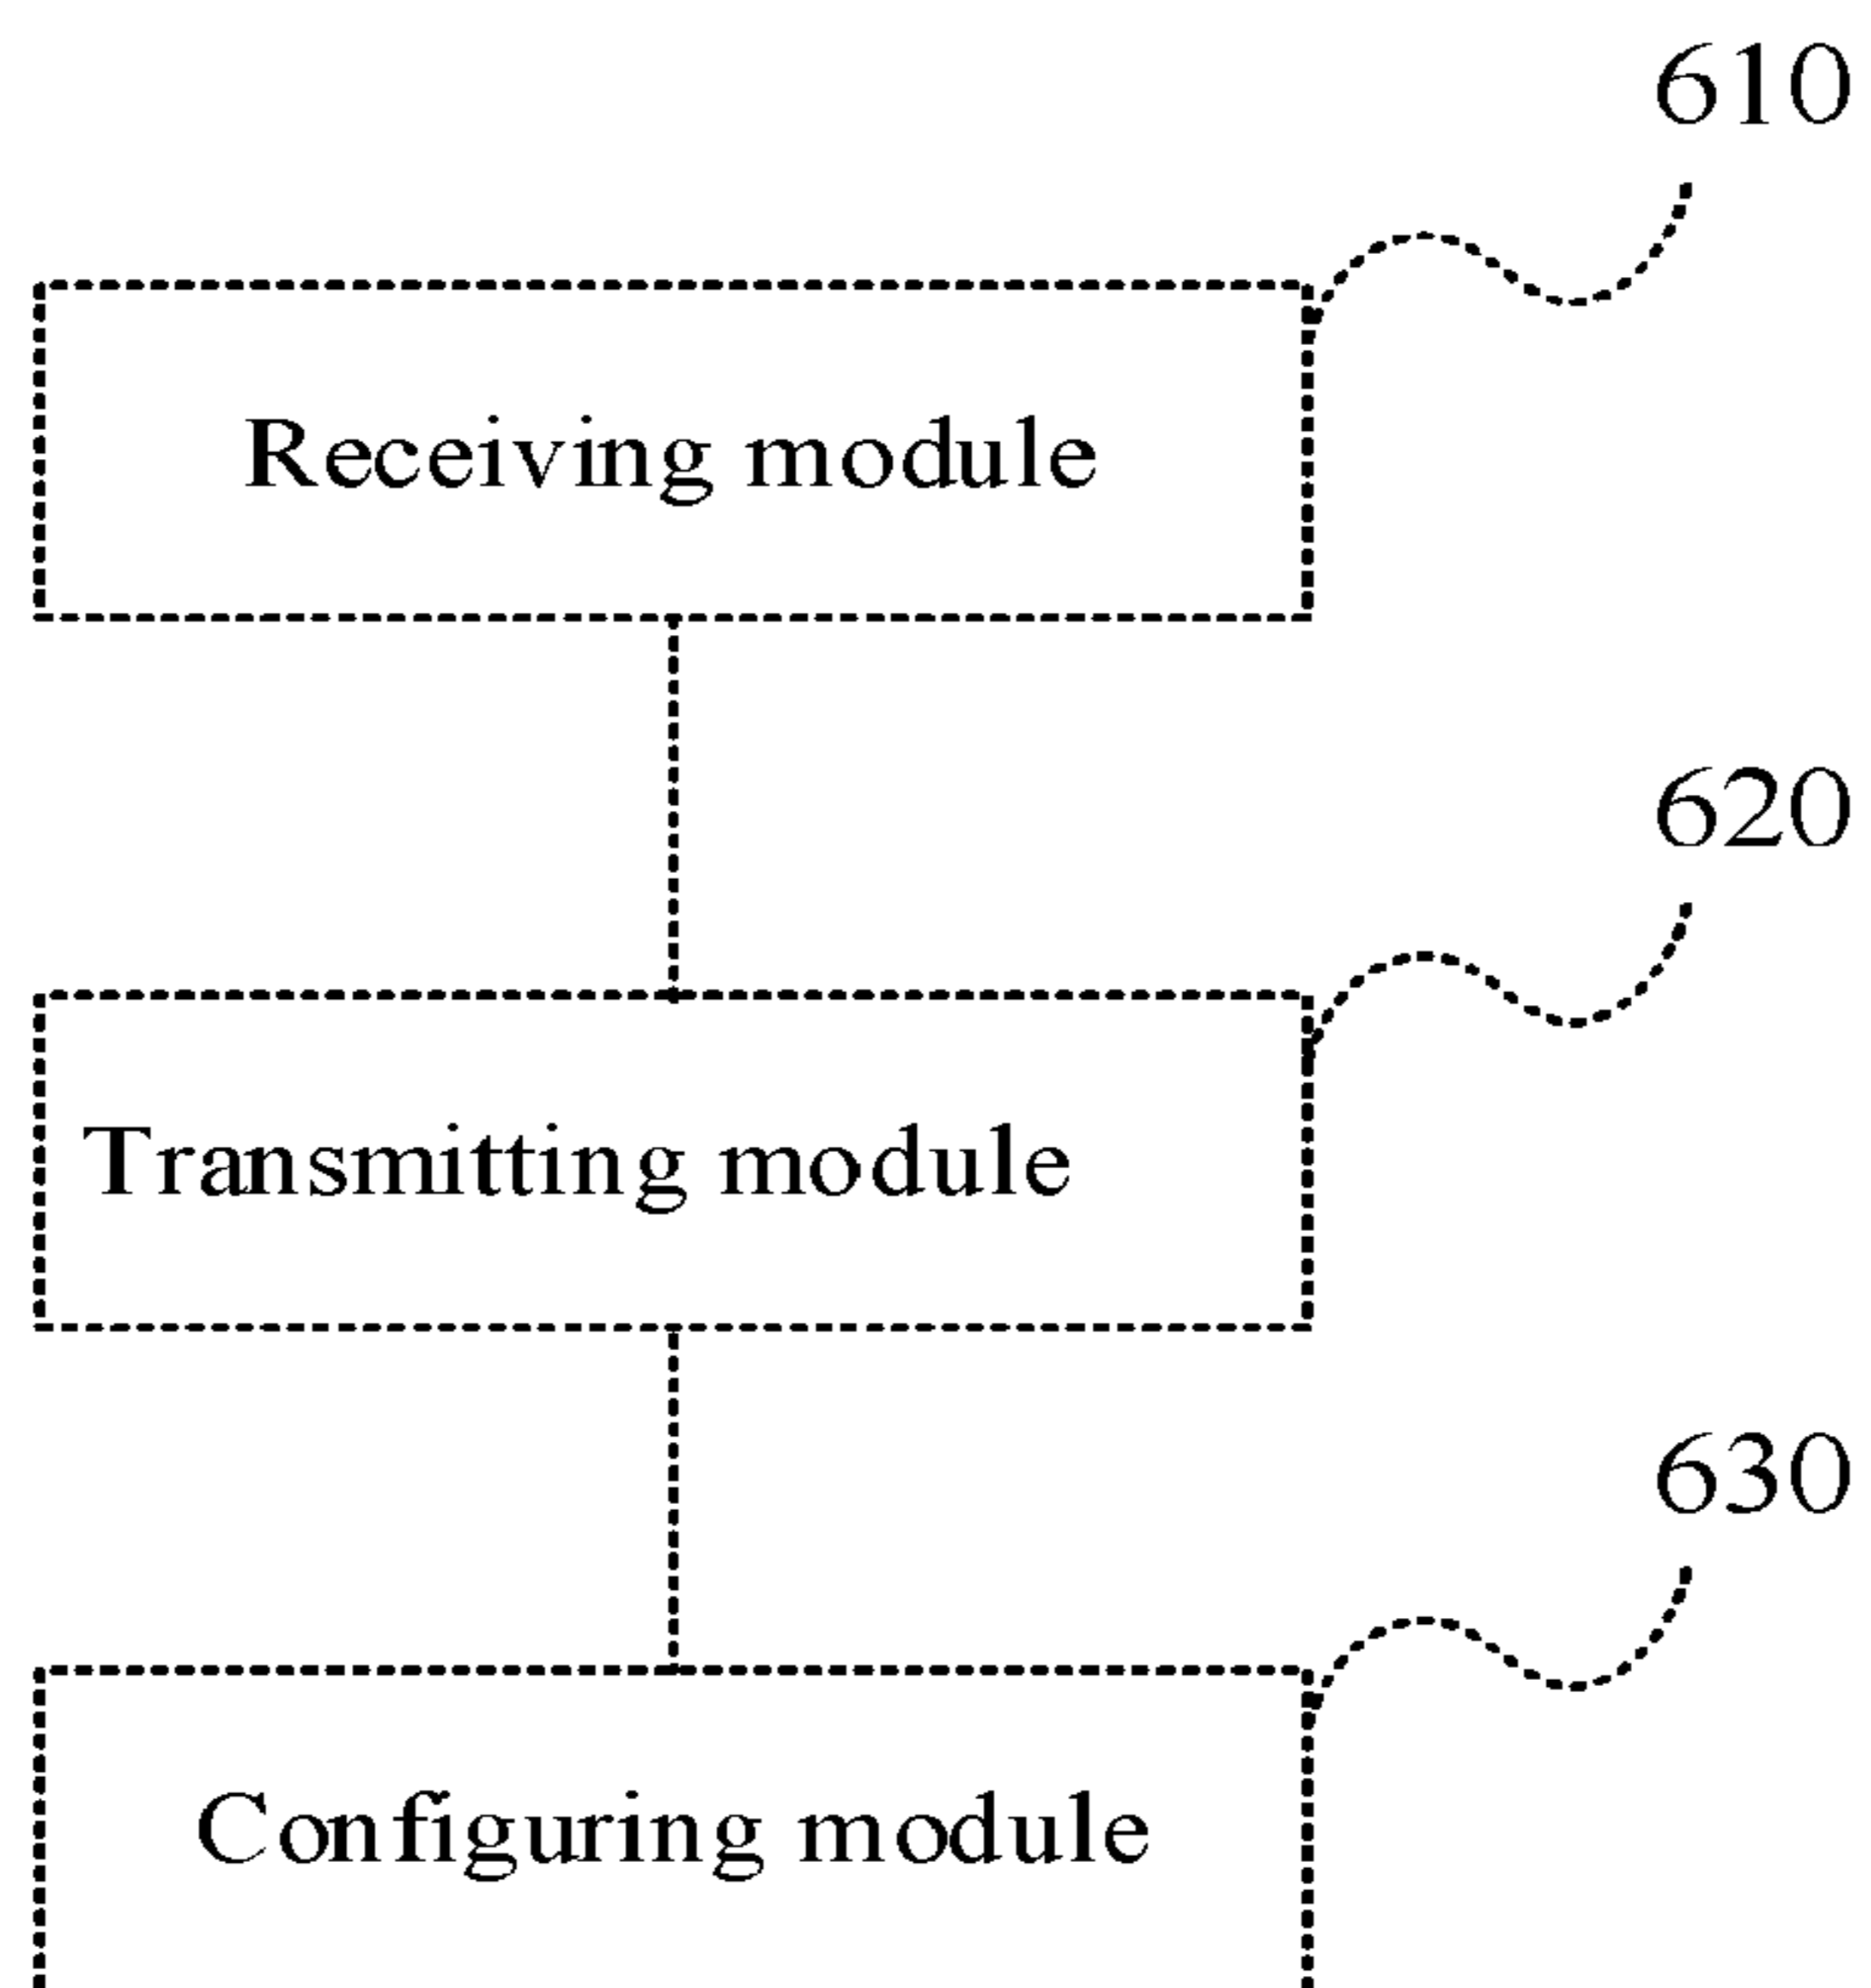 610
Receiving module
620
Transmitting module
630
Configuring module